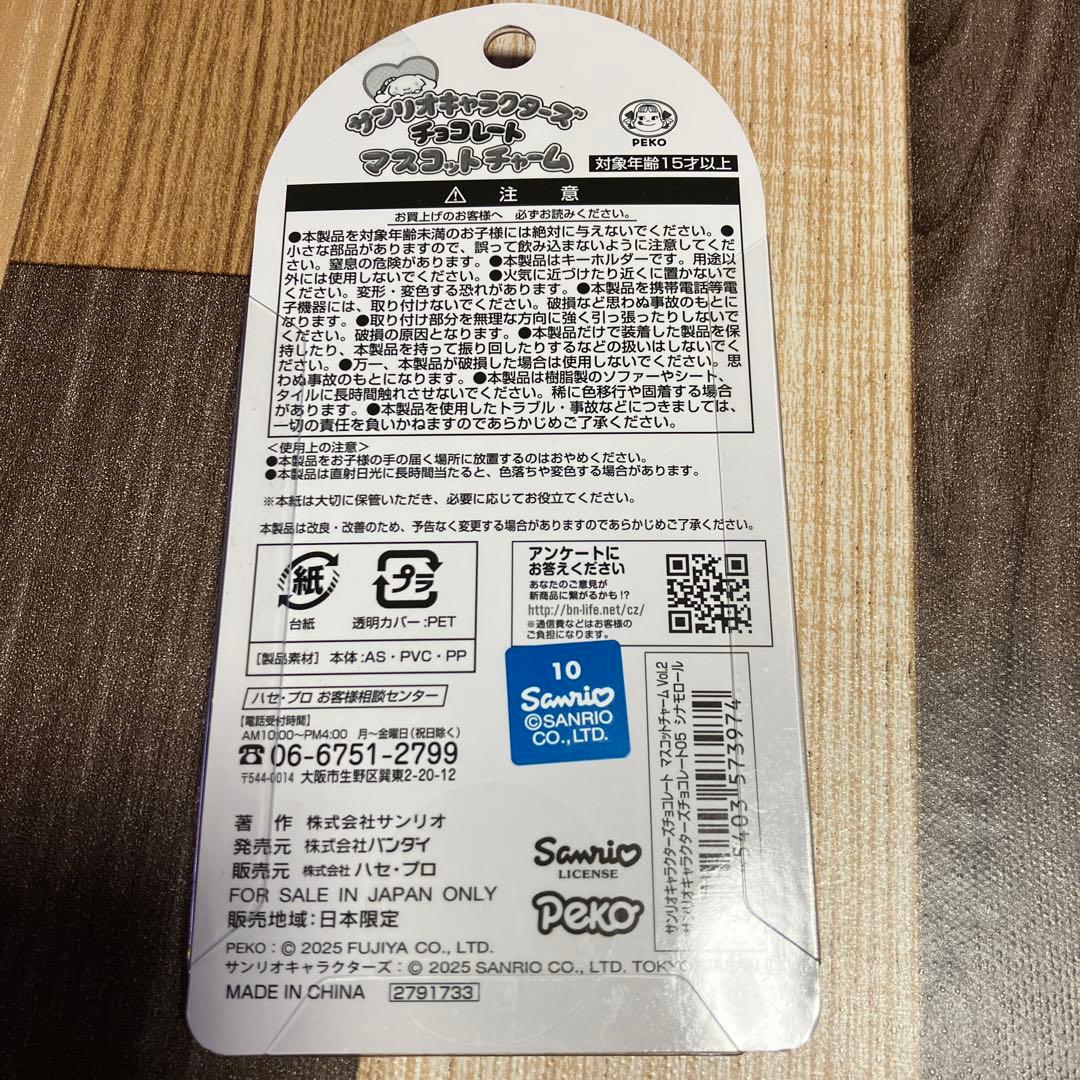 サンリオキャラクターズ
チョコレート
マスコットチャーム
PEKO
対象年齢15才以上
⚠ 注 意
お買上げのお客様へ 必ずお読みください。
●本製品を対象年齢未満のお子様には絶対に与えないでください。●
小さな部品がありますので、誤って飲み込まないように注意してくだ
さい。窒息の危険があります。●本製品はキーホルダーです。用途以
外には使用しないでください。●火気に近づけたり近くに置かないで
ください。変形・変色する恐れがあります。●本製品を携帯電話等電
子機器には、取り付けないでください。破損など思わぬ事故のもとに
なります。●取り付け部分を無理な方向に強く引っ張ったりしないで
ください。破損の原因となります。●本製品だけで装着した製品を保
持したり、本製品を持って振り回したりするなどの扱いはしないでく
ださい。●万一、本製品が破損した場合は使用しないでください。思
わぬ事故のもとになります。●本製品は樹脂製のソファーやシート、
タイルに長時間触れさせないでください。稀に色移行や固着する場合
があります。●本製品を使用したトラブル・事故などにつきましては、
一切の責任を負いかねますのであらかじめご了承ください。
<使用上の注意>
●本製品をお子様の手の届く場所に放置するのはおやめください。
●本製品は直射日光に長時間当たると、色落ちや変色する場合があります。
※本紙は大切に保管いただき、必要に応じてお役立てください。
本製品は改良・改善のため、予告なく変更する場合がありますのであらかじめご了承ください。
紙
台紙
プラ
透明カバー:PET
[製品素材] 本体:AS・PVC・PP
アンケートに
お答えください
あなたのご意見が
新商品に繋がるかも!?
http://bn-life.net/cz/
※通信費などはお客様の
ご負担になります。
10
Sanrio
©SANRIO
CO.,LTD.
ハセ・プロ お客様相談センター
【電話受付時間】
AM10:00〜PM4:00 月〜金曜日(祝日除く)
☎06-6751-2799
〒544-0014 大阪市生野区巽東2-20-12
著 作 株式会社サンリオ
発売元 株式会社バンダイ
販売元 株式会社 ハセ・プロ
FOR SALE IN JAPAN ONLY
販売地域:日本限定
Sanrio
LICENSE
Peko
PEKO:© 2025 FUJIYA CO., LTD.
サンリオキャラクターズ:© 2025 SANRIO CO., LTD. TOKYO, JAPAN Ⓗ
MADE IN CHINA 2791733
サンリオキャラクターズチョコレート マスコットチャーム Vol.2
サンリオキャラクターズチョコレート05 シナモロール
5403 573974